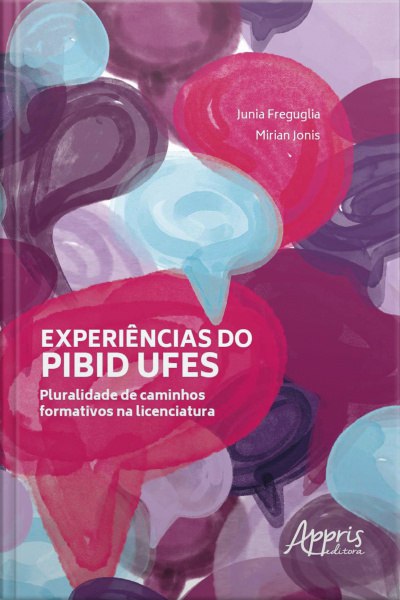 Junia Freguglia
Mirian Jonis
EXPERIÊNCIAS DO
PIBID UFES
Pluralidade de caminhos
formativos na licenciatura
Appris
editora